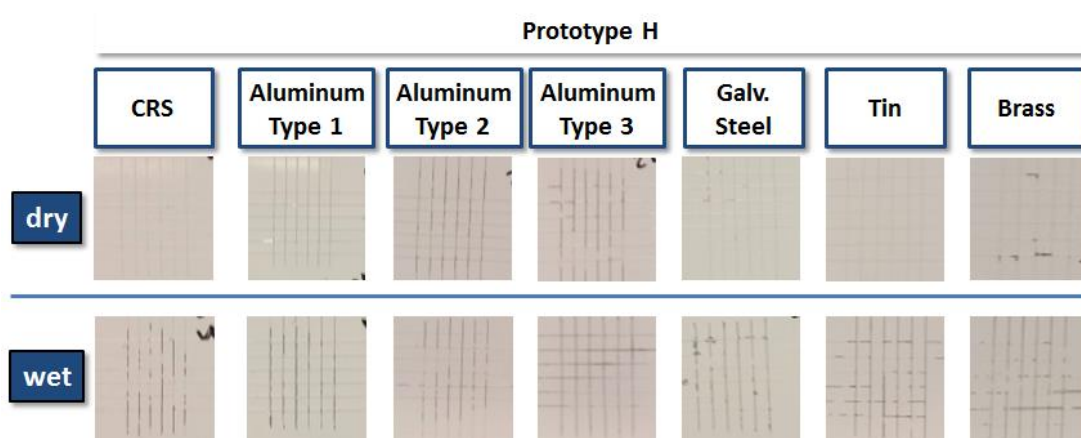 Prototype H
CRS
Aluminum
Type 1
Aluminum
Type 2
Aluminum
Type 3
Galv.
Steel
Tin
Brass
dry
wet